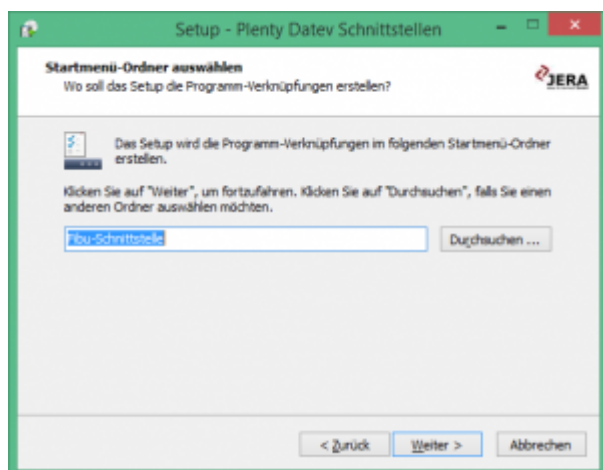 Setup - Plenty Datev Schnittstellen
Startmenü-Ordner auswählen
Wo soll das Setup die Programm-Verknüpfungen erstellen?
JERA
Das Setup wird die Programm-Verknüpfungen im folgenden Startmenü-Ordner
erstellen.
Klicken Sie auf "Weiter", um fortzufahren. Klicken Sie auf "Durchsuchen", falls Sie einen
anderen Ordner auswählen möchten.
Fibu-Schnittstelle
Durchsuchen ...
< Zurück
Weiter >
Abbrechen